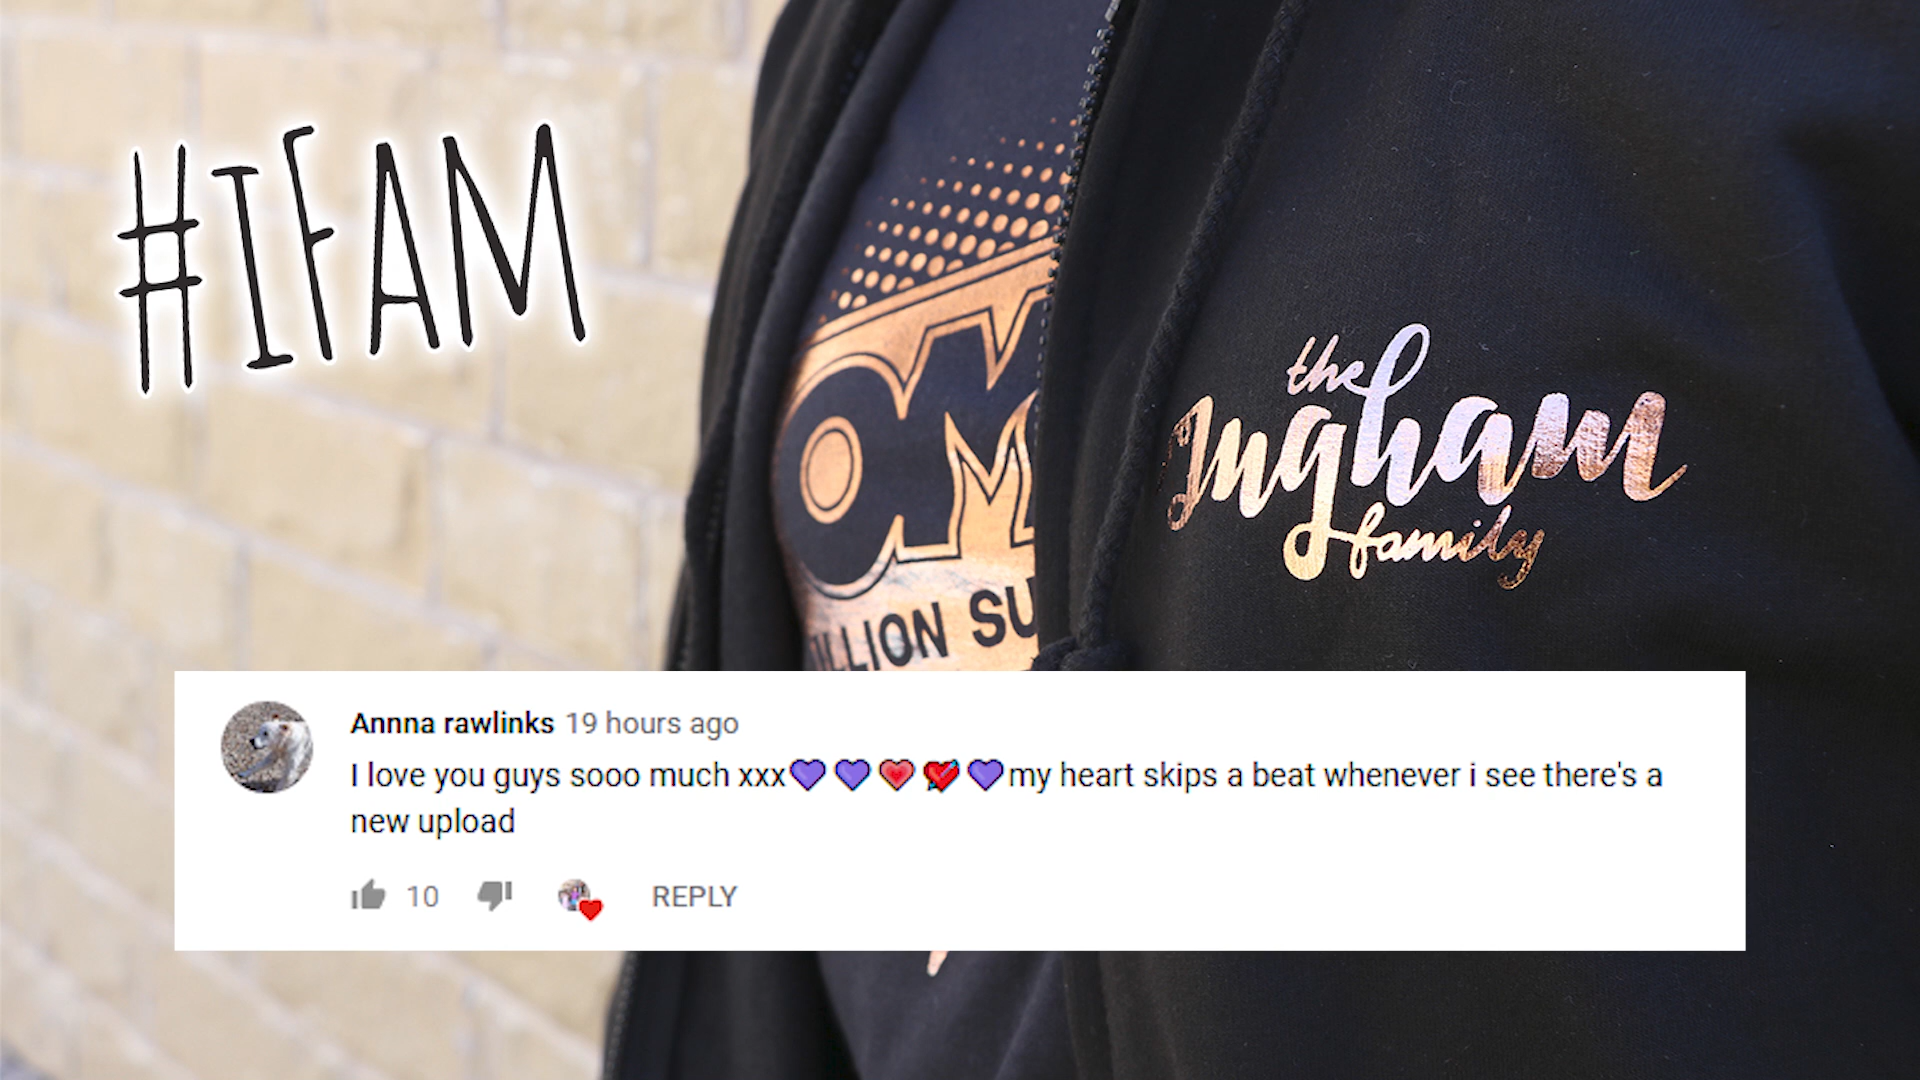 #IFAM
OM
ILLION SU
the
Ingham
family
Annna rawlinks 19 hours ago
I love you guys sooo much xxx💜💜💗💘💜my heart skips a beat whenever i see there's a
new upload
10 REPLY